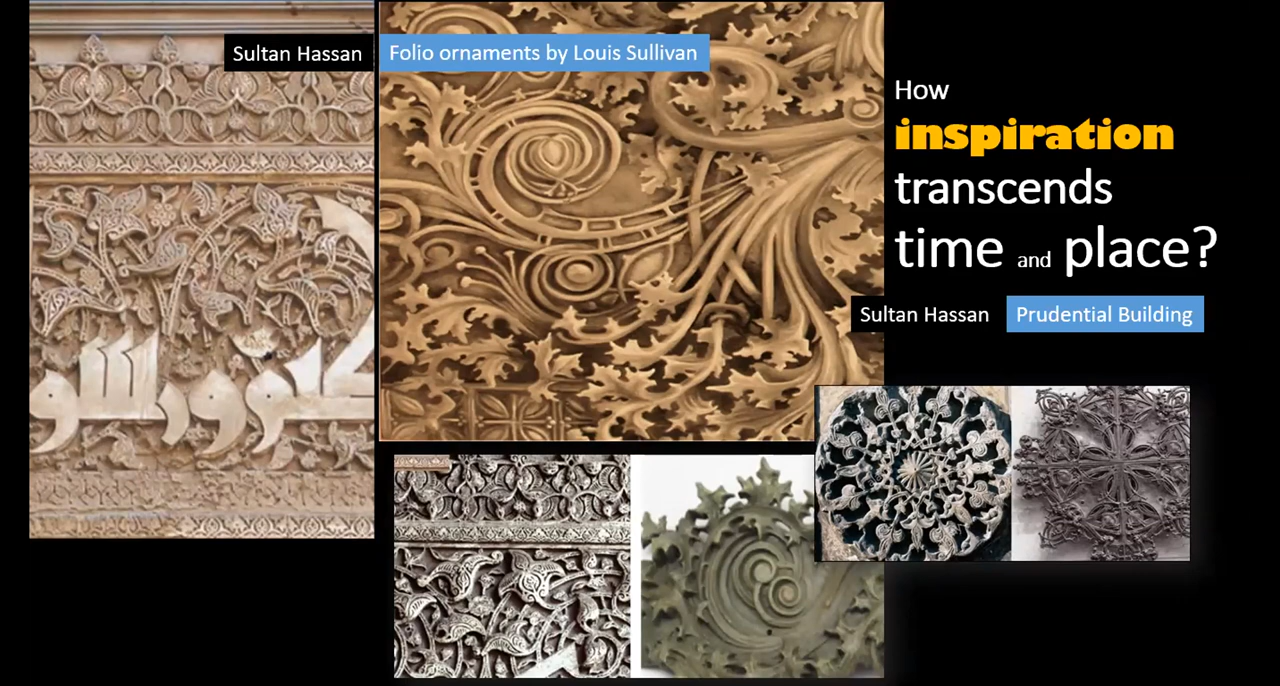 Sultan Hassan
Folio ornaments by Louis Sullivan
How
inspiration
transcends
time and place?
Sultan Hassan
Prudential Building